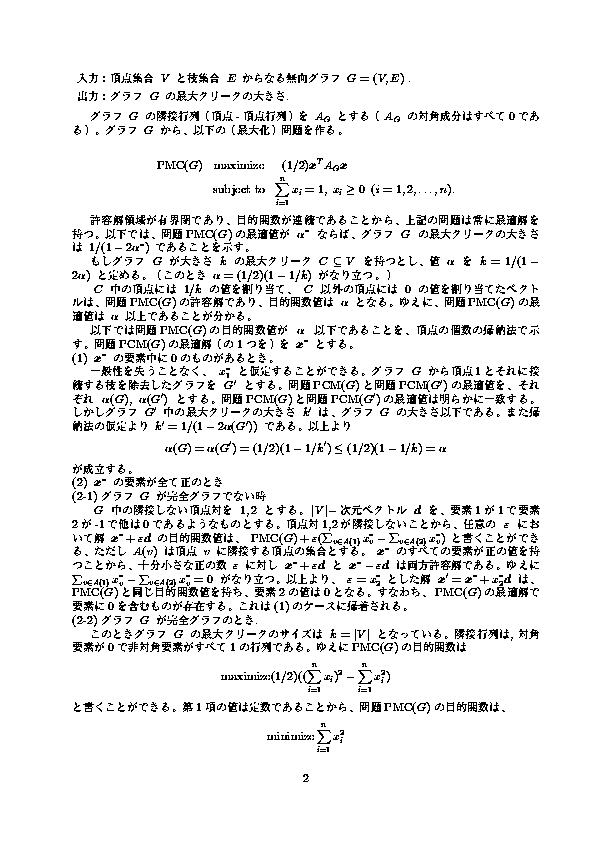 入力：頂点集合 V と枝集合 E からなる無向グラフ G = (V, E) .
出力：グラフ G の最大クリークの大きさ.
グラフ G の隣接行列（頂点 - 頂点行列）を A_G とする（ A_G の対角成分はすべて 0 であ
る）。グラフ G から、以下の（最大化）問題を作る。
PMC(G) maximize (1/2)x^T A_G x
subject to ∑_{i=1}^{n} x_i = 1, x_i ≥ 0 (i = 1, 2, . . . , n).
許容解領域が有界閉であり、目的関数が連続であることから、上記の問題は常に最適解を
持つ。以下では、問題 PMC(G) の最適値が α* ならば、グラフ G の最大クリークの大きさ
は 1/(1 − 2α*) であることを示す。
もしグラフ G が大きさ k の最大クリーク C ⊆ V を持つとし、値 α を k = 1/(1 −
2α) と定める。（このとき α = (1/2)(1 − 1/k) がなり立つ。）
C 中の頂点には 1/k の値を割り当て、 C 以外の頂点には 0 の値を割り当てたベクト
ルは、問題 PMC(G) の許容解であり、目的関数値は α となる。ゆえに、問題 PMC(G) の最
適値は α 以上であることが分かる。
以下では問題 PMC(G) の目的関数値が α 以下であることを、頂点の個数の帰納法で示
す。問題 PCM(G) の最適解（の 1 つを）を x* とする。
(1) x* の要素中に 0 のものがあるとき。
一般性を失うことなく、 x*_1 と仮定することができる。グラフ G から頂点 1 とそれに接
続する枝を除去したグラフを G′ とする。問題 PCM(G) と問題 PMC(G′) の最適値を、それ
ぞれ α(G), α(G′) とする。問題 PCM(G) と問題 PMC(G′) の最適値は明らかに一致する。
しかしグラフ G′ 中の最大クリークの大きさ k′ は、グラフ G の大きさ以下である。また帰
納法の仮定より k′ = 1/(1 − 2α(G′)) である。以上より
α(G) = α(G′) = (1/2)(1 − 1/k′) ≤ (1/2)(1 − 1/k) = α
が成立する。
(2) x* の要素が全て正のとき
(2-1) グラフ G が完全グラフでない時
G 中の隣接しない頂点対を 1,2 とする。|V|− 次元ベクトル d を、要素 1 が 1 で要素
2 が -1 で他は 0 であるようなものとする。頂点対 1,2 が隣接しないことから、任意の ε にお
いて解 x* + εd の目的関数値は、 PMC(G) + ε(∑_{v∈A(1)} x*_v − ∑_{v∈A(2)} x*_v) と書くことができ
る、ただし A(v) は頂点 v に隣接する頂点の集合とする。 x* のすべての要素が正の値を持
つことから、十分小さな正の数 ε に対し x* + εd と x* − εd は両方許容解である。ゆえに
∑_{v∈A(1)} x*_v − ∑_{v∈A(2)} x*_v = 0 がなり立つ。以上より、 ε = x*_2 とした解 x′ = x* + x*_2 d は、
PMC(G) と同じ目的関数値を持ち、要素 2 の値は 0 となる。すなわち、 PMC(G) の最適解で
要素に 0 を含むものが存在する。これは (1) のケースに帰着される。
(2-2) グラフ G が完全グラフのとき.
このときグラフ G の最大クリークのサイズは k = |V| となっている。隣接行列は, 対角
要素が 0 で非対角要素がすべて 1 の行列である。ゆえに PMC(G) の目的関数は
maximize(1/2)((∑_{i=1}^{n} x_i)^2 − ∑_{i=1}^{n} x_i^2)
と書くことができる。第 1 項の値は定数であることから、問題 PMC(G) の目的関数は、
minimize ∑_{i=1}^{n} x_i^2
2